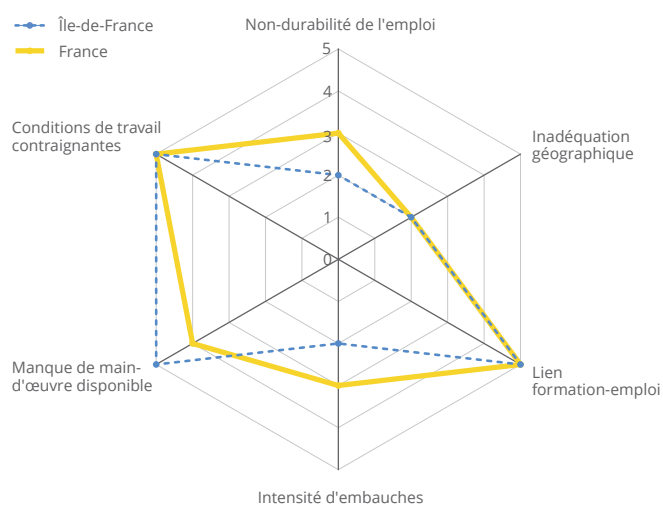 Île-de-France
France
Non-durabilité de l'emploi
5
4
3
2
1
0
Inadéquation
géographique
Conditions de travail
contraignantes
Manque de main-
d'œuvre disponible
Lien
formation-emploi
Intensité d'embauches